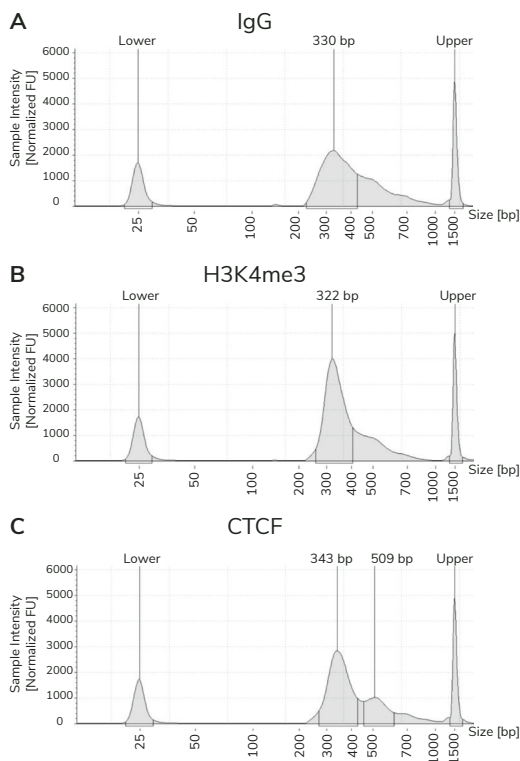 A
IgG
Lower
330 bp
Upper
Sample Intensity
[Normalized FU]
6000
5000
4000
3000
2000
1000
0
25
50
100
200
300
400
500
700
1000
1500
Size [bp]
B
H3K4me3
Lower
322 bp
Upper
Sample Intensity
[Normalized FU]
6000
5000
4000
3000
2000
1000
0
25
50
100
200
300
400
500
700
1000
1500
Size [bp]
C
CTCF
Lower
343 bp
509 bp
Upper
Sample Intensity
[Normalized FU]
6000
5000
4000
3000
2000
1000
0
25
50
100
200
300
400
500
700
1000
1500
Size [bp]